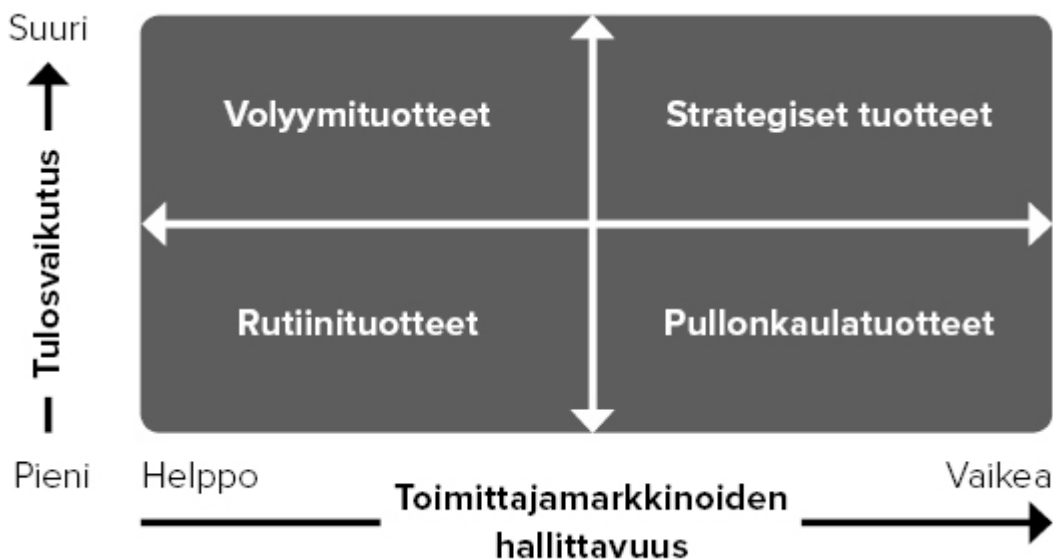 Suuri
Volyymituotteet
Strategiset tuotteet
Tulosvaikutus
Rutiinituotteet
Pullonkaulatuotteet
Pieni
Helppo
Vaikea
Toimittajamarkkinoiden
hallittavuus